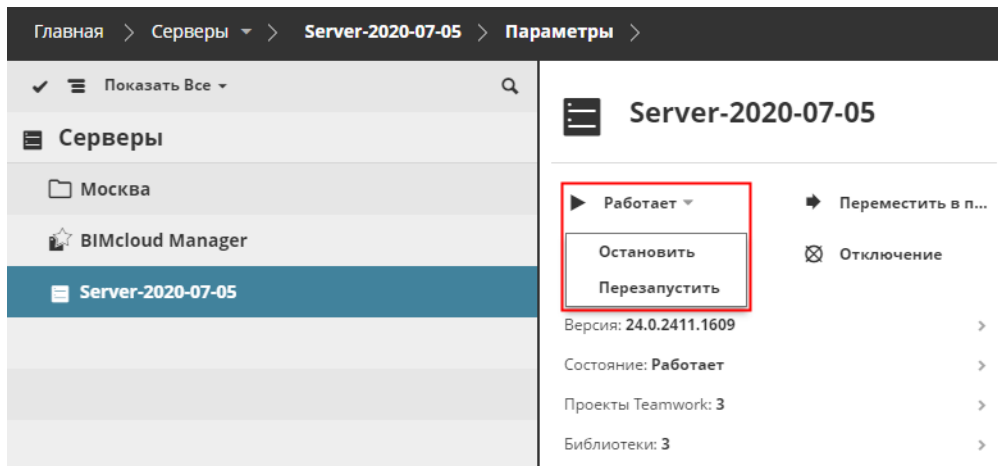 Главная > Серверы > Server-2020-07-05 > Параметры >
Показать Все
Серверы
Москва
BIMcloud Manager
Server-2020-07-05
Server-2020-07-05
Работает
Переместить в п...
Остановить
Отключение
Перезапустить
Версия: 24.0.2411.1609
Состояние: Работает
Проекты Teamwork: 3
Библиотеки: 3